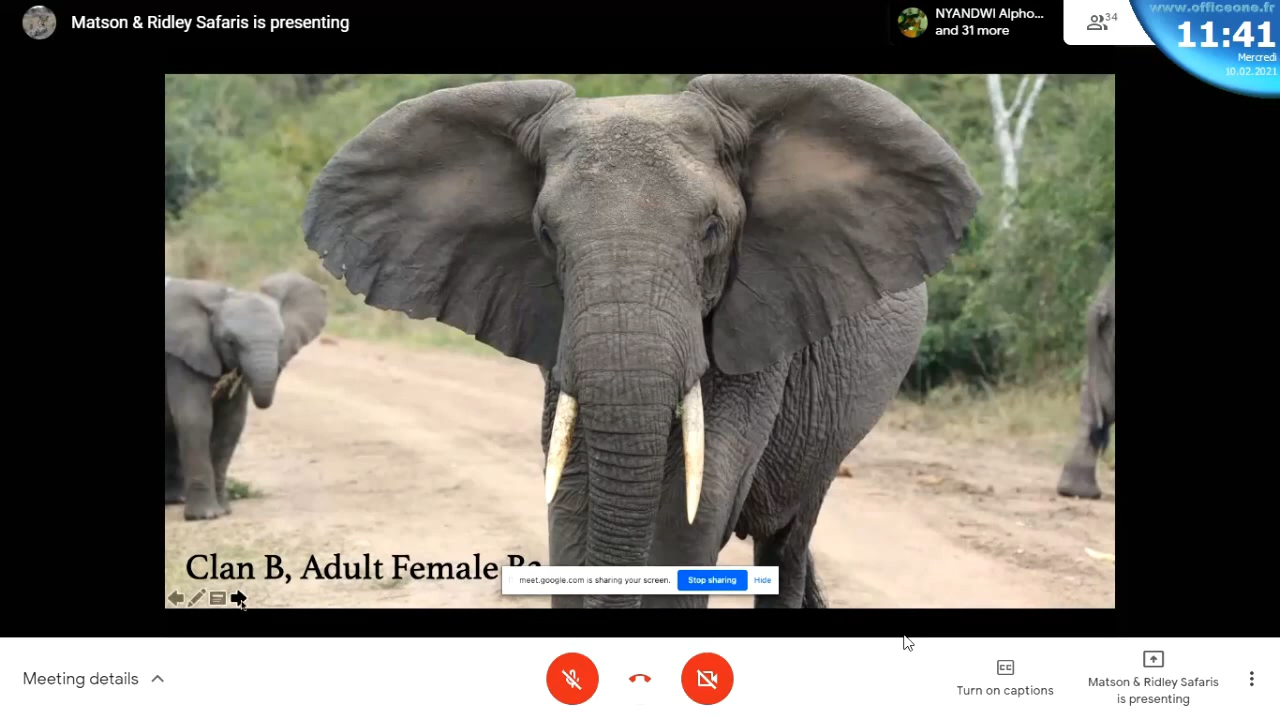 Matson & Ridley Safaris is presenting
NYANDWI Alpho...
and 31 more
34
www.officeone.fr
11:41
Mercredi
10.02.2021
Clan B, Adult Female
meet.google.com is sharing your screen.
Stop sharing
Hide
Meeting details
CC
Turn on captions
Matson & Ridley Safaris
is presenting